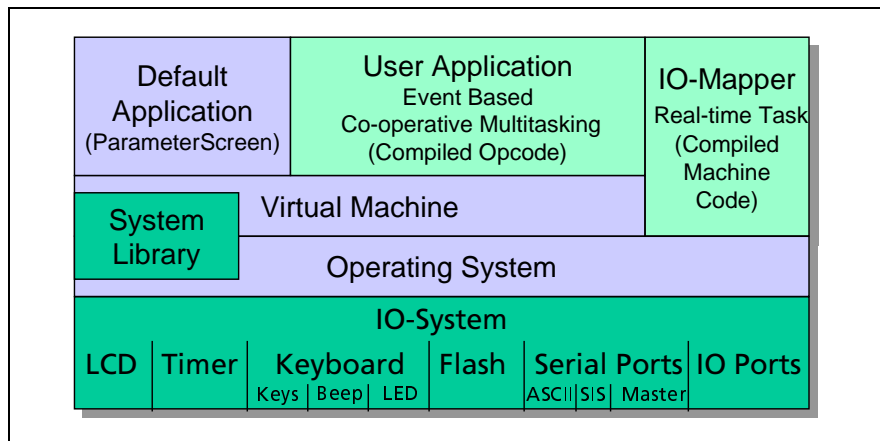 Default
Application
(ParameterScreen)
User Application
Event Based
Co-operative Multitasking
(Compiled Opcode)
IO-Mapper
Real-time Task
(Compiled
Machine
Code)
System
Library
Virtual Machine
Operating System
IO-System
LCD Timer Keyboard Flash Serial Ports IO Ports
Keys Beep LED ASCII SIS Master